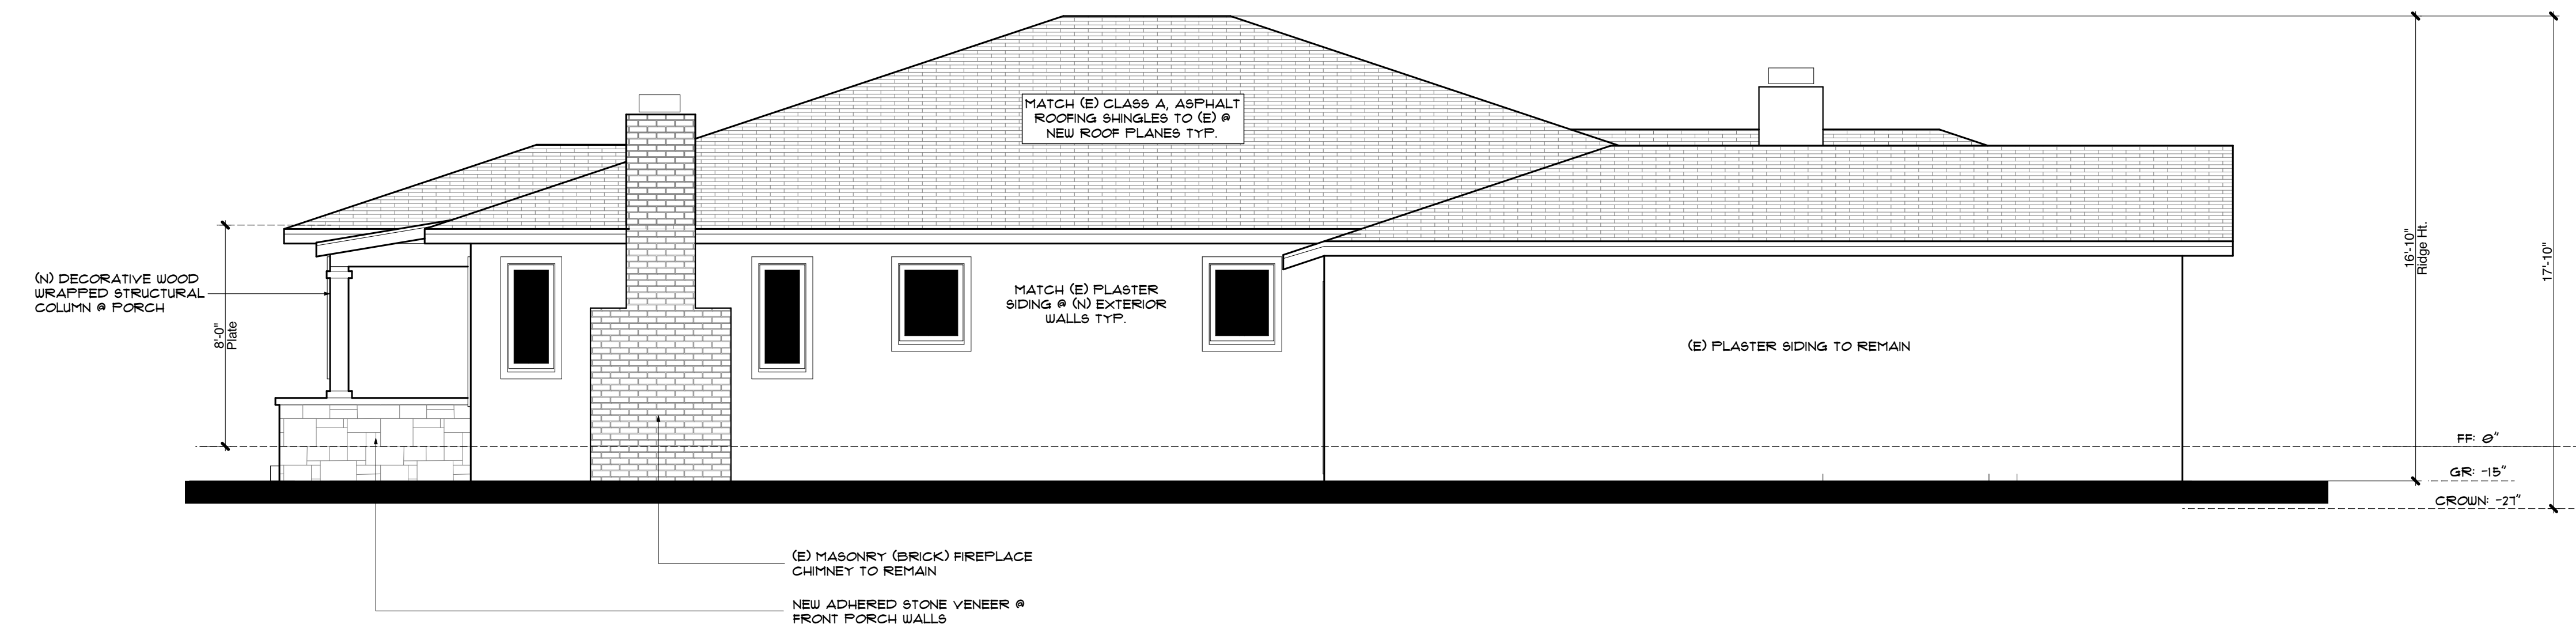 MATCH (E) CLASS A, ASPHALT
ROOFING SHINGLES TO (E) @
NEW ROOF PLANES TYP.
(N) DECORATIVE WOOD
WRAPPED STRUCTURAL
COLUMN @ PORCH
8'-0"
Plate
MATCH (E) PLASTER
SIDING @ (N) EXTERIOR
WALLS TYP.
(E) PLASTER SIDING TO REMAIN
16'-10"
Ridge Ht.
17'-10"
FF: 0"
GR: -15"
CROWN: -27"
(E) MASONRY (BRICK) FIREPLACE
CHIMNEY TO REMAIN
NEW ADHERED STONE VENEER @
FRONT PORCH WALLS